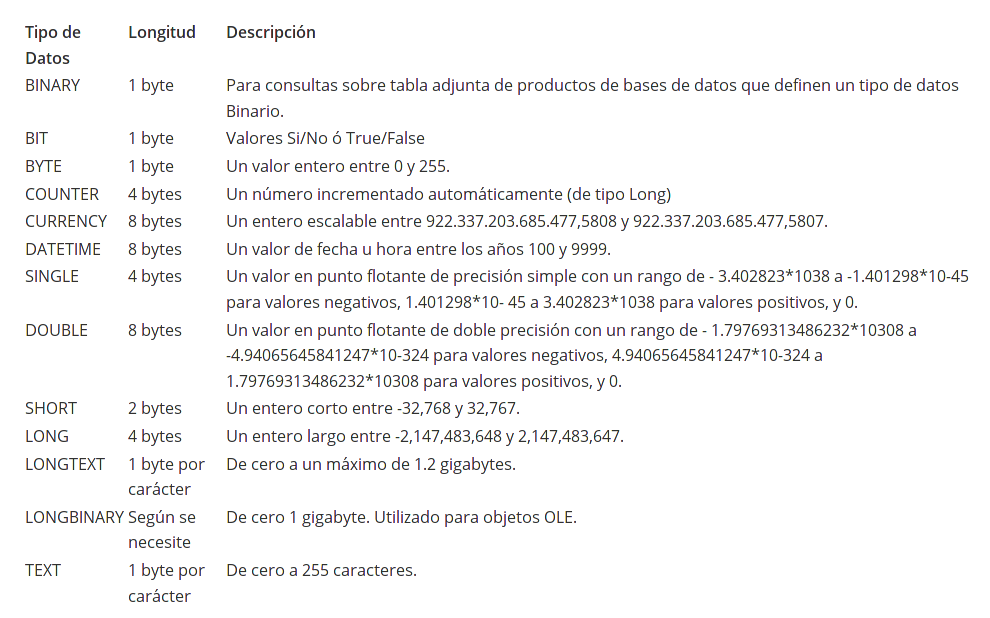 Tipo de Datos Longitud Descripción
BINARY 1 byte Para consultas sobre tabla adjunta de productos de bases de datos que definen un tipo de datos
Binario.
BIT 1 byte Valores Si/No ó True/False
BYTE 1 byte Un valor entero entre 0 y 255.
COUNTER 4 bytes Un número incrementado automáticamente (de tipo Long)
CURRENCY 8 bytes Un entero escalable entre 922.337.203.685.477,5808 y 922.337.203.685.477,5807.
DATETIME 8 bytes Un valor de fecha u hora entre los años 100 y 9999.
SINGLE 4 bytes Un valor en punto flotante de precisión simple con un rango de - 3.402823*1038 a -1.401298*10-45
para valores negativos, 1.401298*10- 45 a 3.402823*1038 para valores positivos, y 0.
DOUBLE 8 bytes Un valor en punto flotante de doble precisión con un rango de - 1.79769313486232*10308 a
-4.94065645841247*10-324 para valores negativos, 4.94065645841247*10-324 a
1.79769313486232*10308 para valores positivos, y 0.
SHORT 2 bytes Un entero corto entre -32,768 y 32,767.
LONG 4 bytes Un entero largo entre -2,147,483,648 y 2,147,483,647.
LONGTEXT 1 byte por carácter De cero a un máximo de 1.2 gigabytes.
LONGBINARY Según se necesite De cero 1 gigabyte. Utilizado para objetos OLE.
TEXT 1 byte por carácter De cero a 255 caracteres.